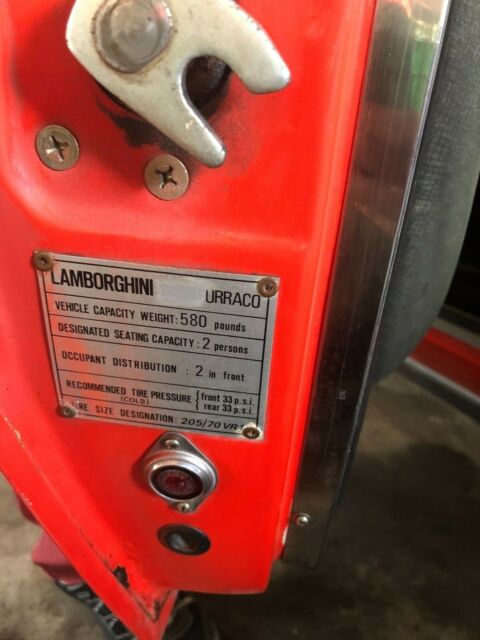 LAMBORGHINI URRACO
VEHICLE CAPACITY WEIGHT: 580 pounds
DESIGNATED SEATING CAPACITY: 2 persons
OCCUPANT DISTRIBUTION : 2 in front
RECOMMENDED TIRE PRESSURE { front 33 p.s.i.
(COLD) rear 33 p.s.i.
SIZE DESIGNATION: 205/70